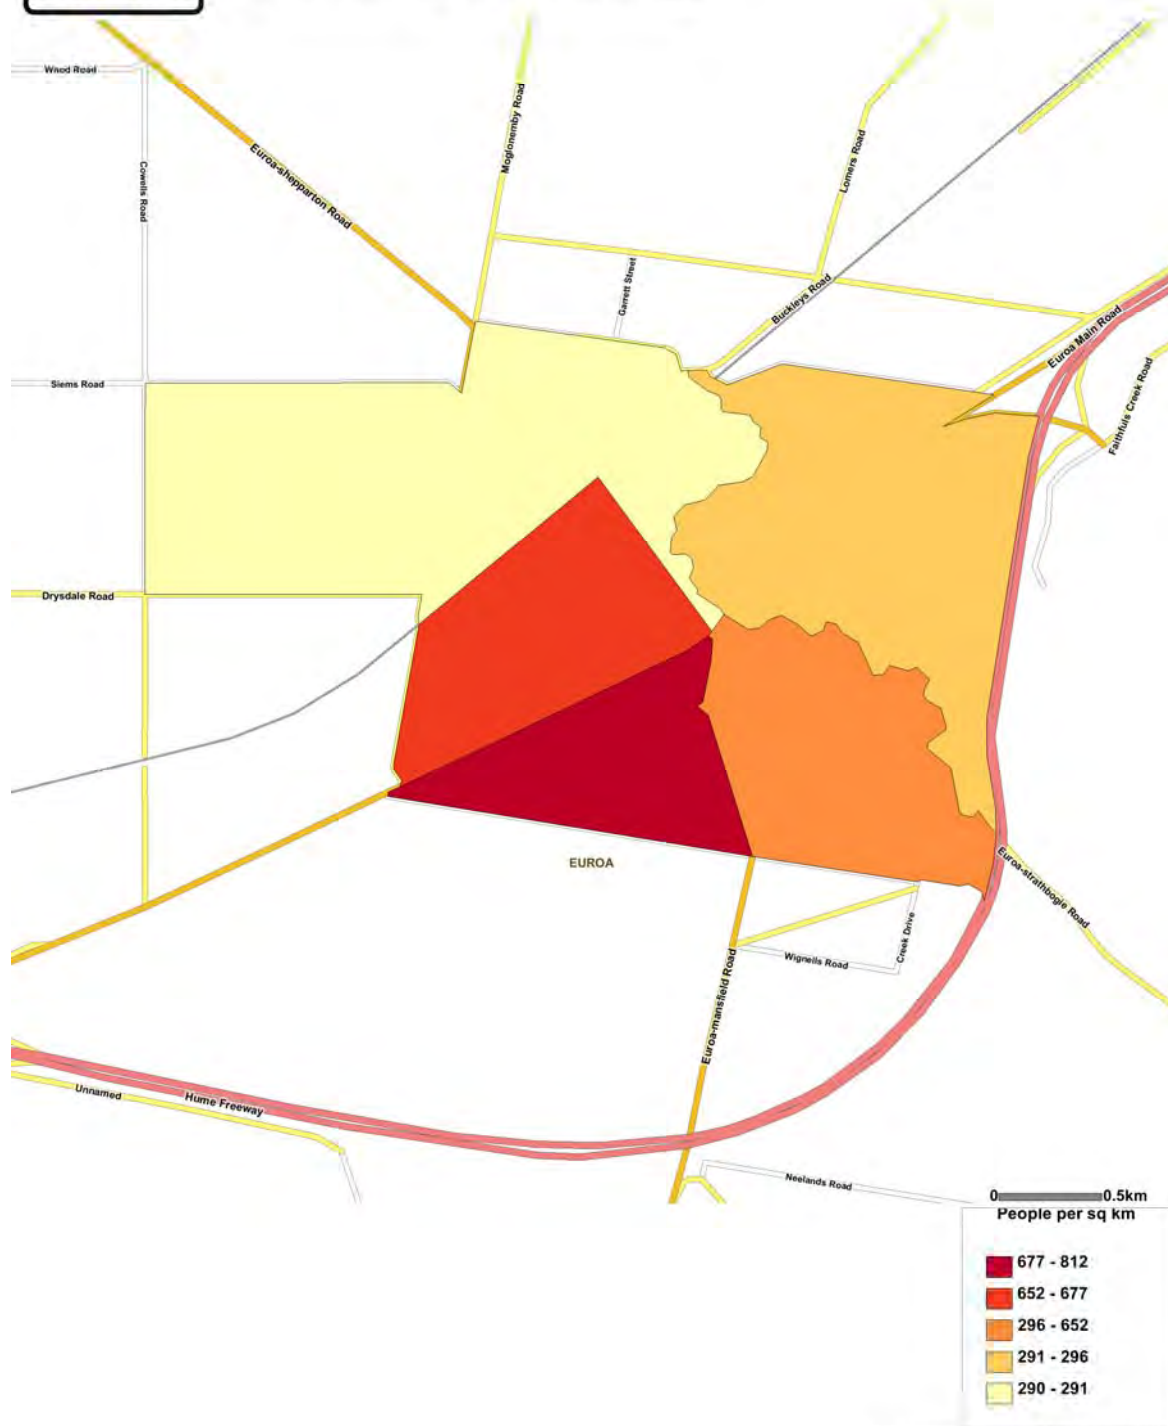 Wood Road
Cowells Road
Euroa-shepparton Road
Moglonemby Road
Lomers Road
Garrett Street
Buckleys Road
Euroa Main Road
Faithfuls Creek Road
Siems Road
Drysdale Road
EUROA
Euroa-strathbogie Road
Creek Drive
Wignells Road
Euroa-mansfield Road
Unnamed
Hume Freeway
Neelands Road
0 0.5km
People per sq km
677 - 812
652 - 677
296 - 652
291 - 296
290 - 291